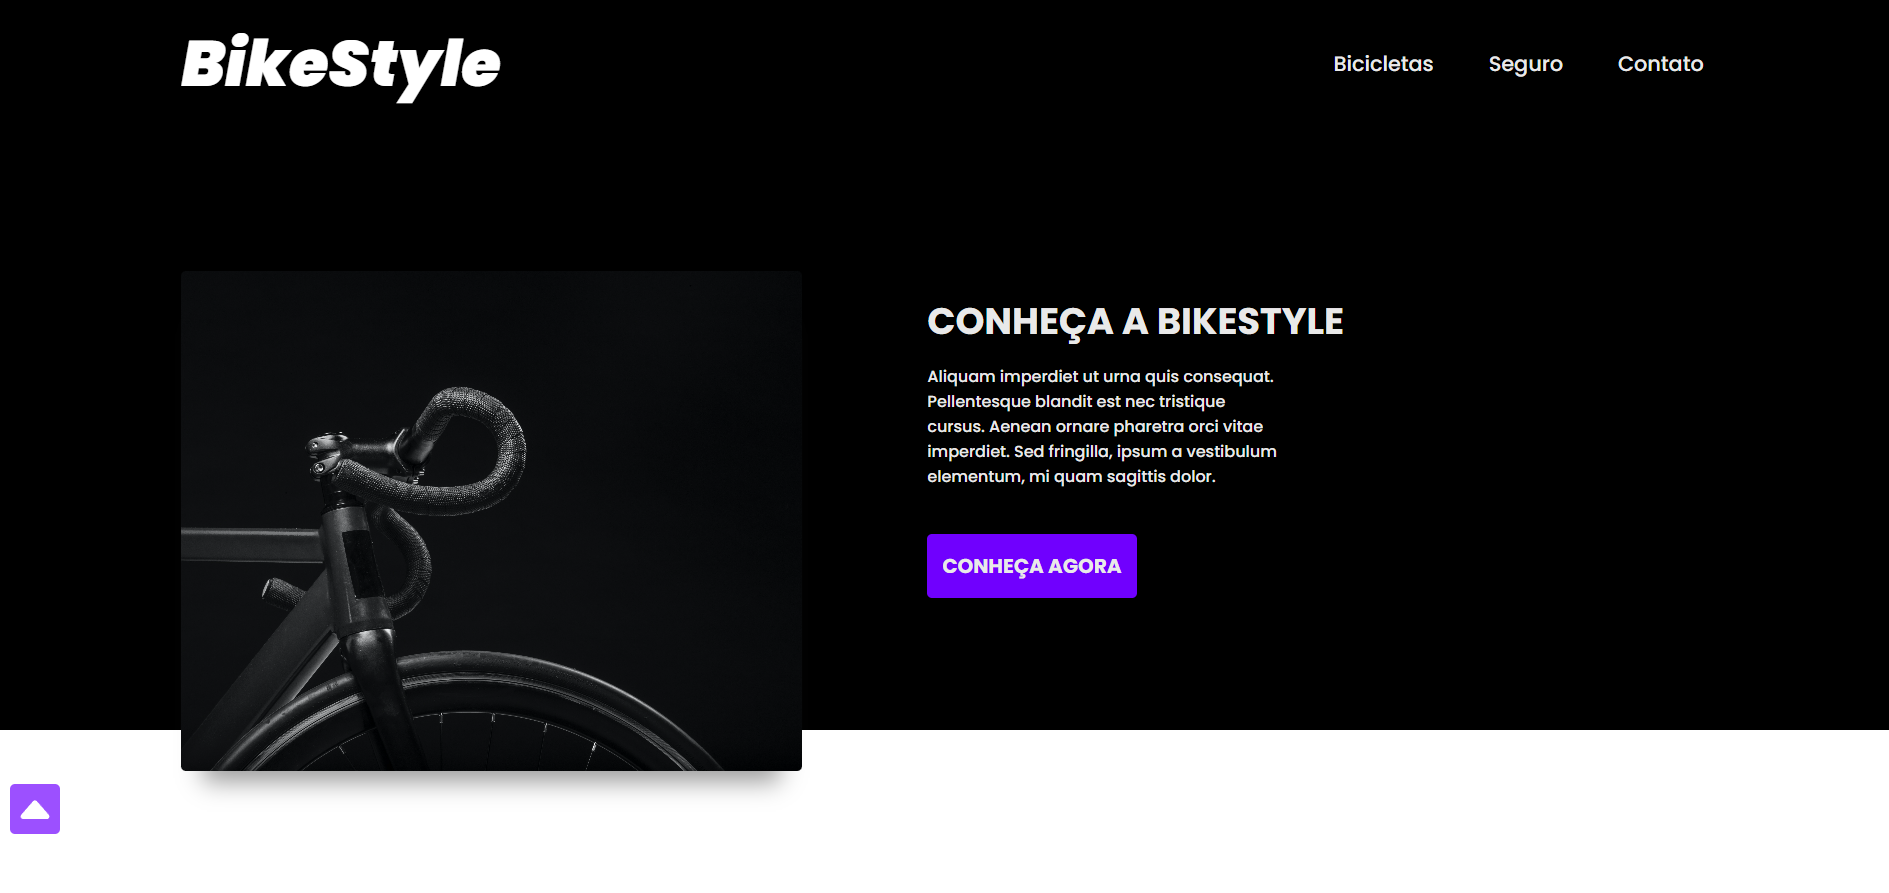 BikeStyle
Bicicletas
Seguro
Contato
CONHEÇA A BIKESTYLE
Aliquam imperdiet ut urna quis consequat.
Pellentesque blandit est nec tristique
cursus. Aenean ornare pharetra orci vitae
imperdiet. Sed fringilla, ipsum a vestibulum
elementum, mi quam sagittis dolor.
CONHEÇA AGORA